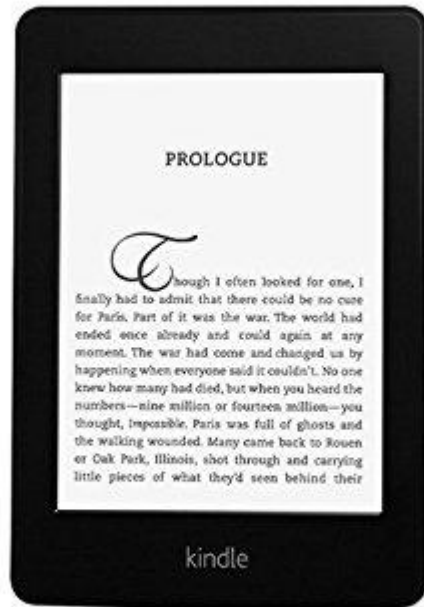 PROLOGUE
Though I often looked for one, I
finally had to admit that there could be no cure
for Paris. Part of it was the war. The world had
ended once already and could again at any
moment. The war had come and changed us by
happening when everyone said it couldn't. No one
knew how many had died, but when you heard the
numbers—nine million or fourteen million—you
thought, Impossible. Paris was full of ghosts and
the walking wounded. Many came back to Rouen
or Oak Park, Illinois, shot through and carrying
little pieces of what they'd seen behind their
kindle